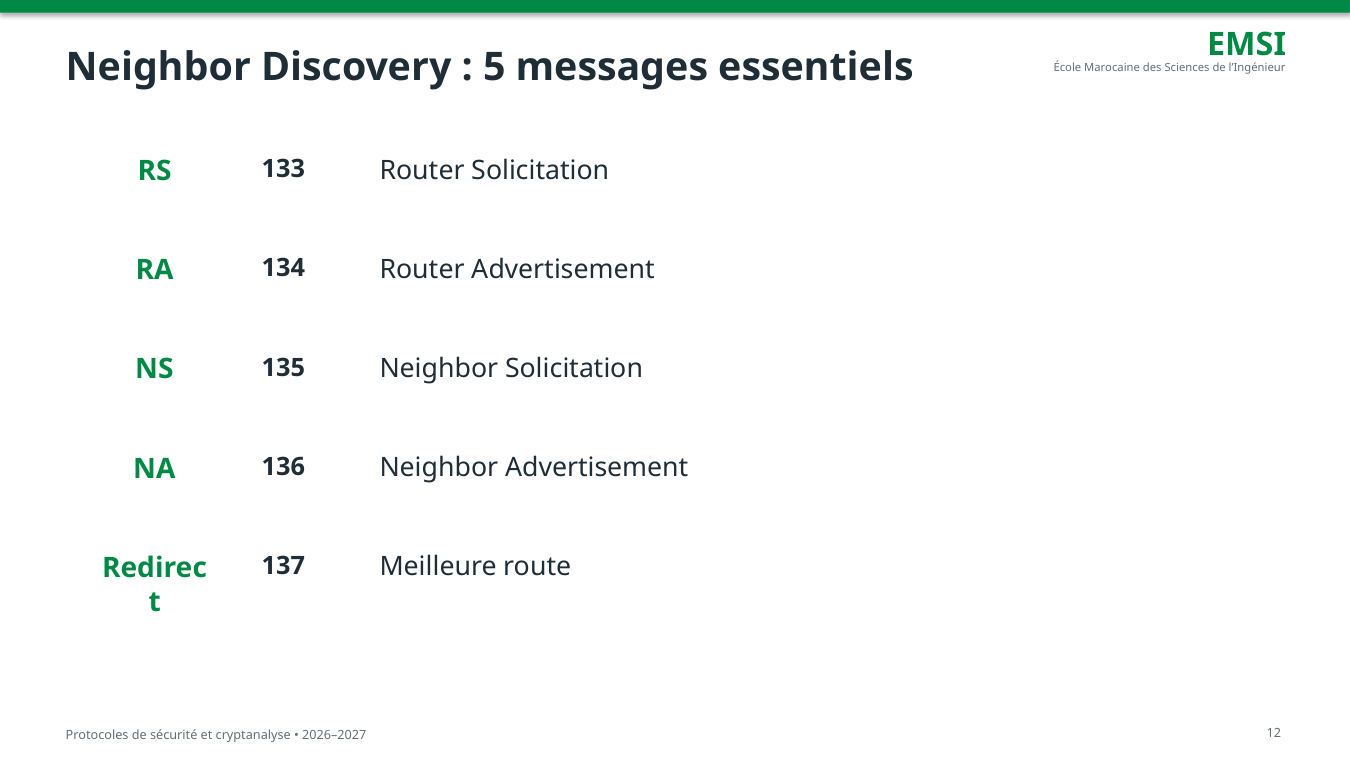 Neighbor Discovery : 5 messages essentiels
EMSI
École Marocaine des Sciences de l’Ingénieur
RS 133 Router Solicitation
RA 134 Router Advertisement
NS 135 Neighbor Solicitation
NA 136 Neighbor Advertisement
Redirec 137 Meilleure route
t
Protocoles de sécurité et cryptanalyse • 2026–2027
12